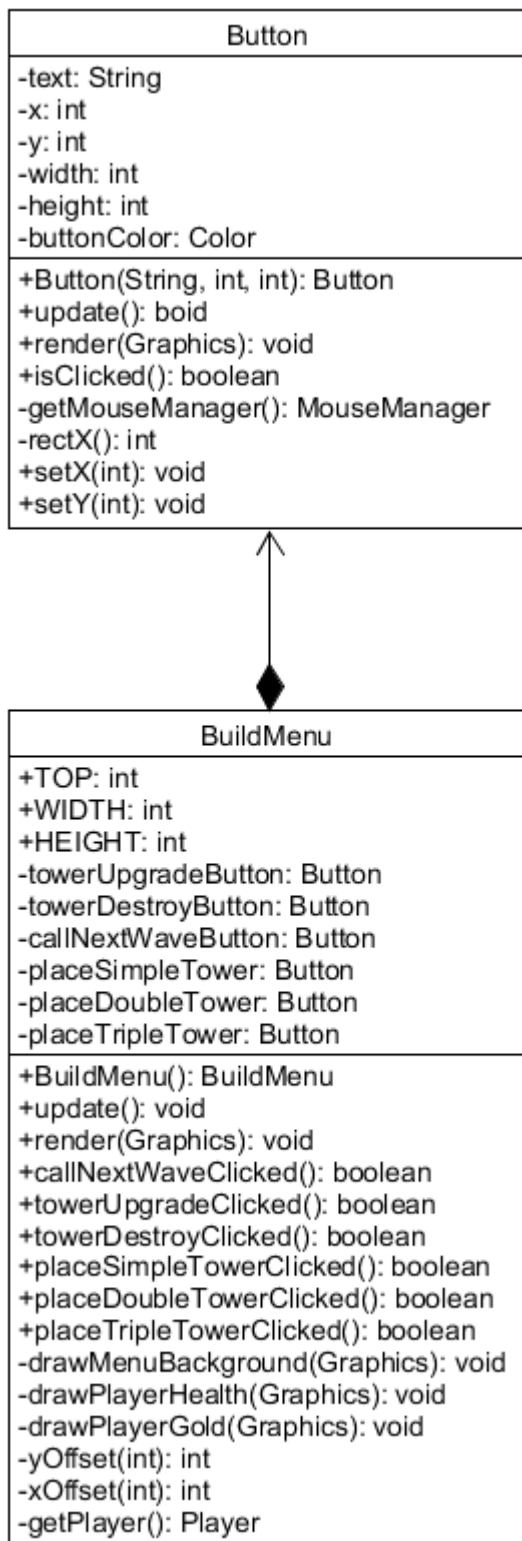 Button
-text: String
-x: int
-y: int
-width: int
-height: int
-buttonColor: Color
+Button(String, int, int): Button
+update(): boid
+render(Graphics): void
+isClicked(): boolean
-getMouseManager(): MouseManager
-rectX(): int
+setX(int): void
+setY(int): void
BuildMenu
+TOP: int
+WIDTH: int
+HEIGHT: int
-towerUpgradeButton: Button
-towerDestroyButton: Button
-callNextWaveButton: Button
-placeSimpleTower: Button
-placeDoubleTower: Button
-placeTripleTower: Button
+BuildMenu(): BuildMenu
+update(): void
+render(Graphics): void
+callNextWaveClicked(): boolean
+towerUpgradeClicked(): boolean
+towerDestroyClicked(): boolean
+placeSimpleTowerClicked(): boolean
+placeDoubleTowerClicked(): boolean
+placeTripleTowerClicked(): boolean
-drawMenuBackground(Graphics): void
-drawPlayerHealth(Graphics): void
-drawPlayerGold(Graphics): void
-yOffset(int): int
-xOffset(int): int
-getPlayer(): Player